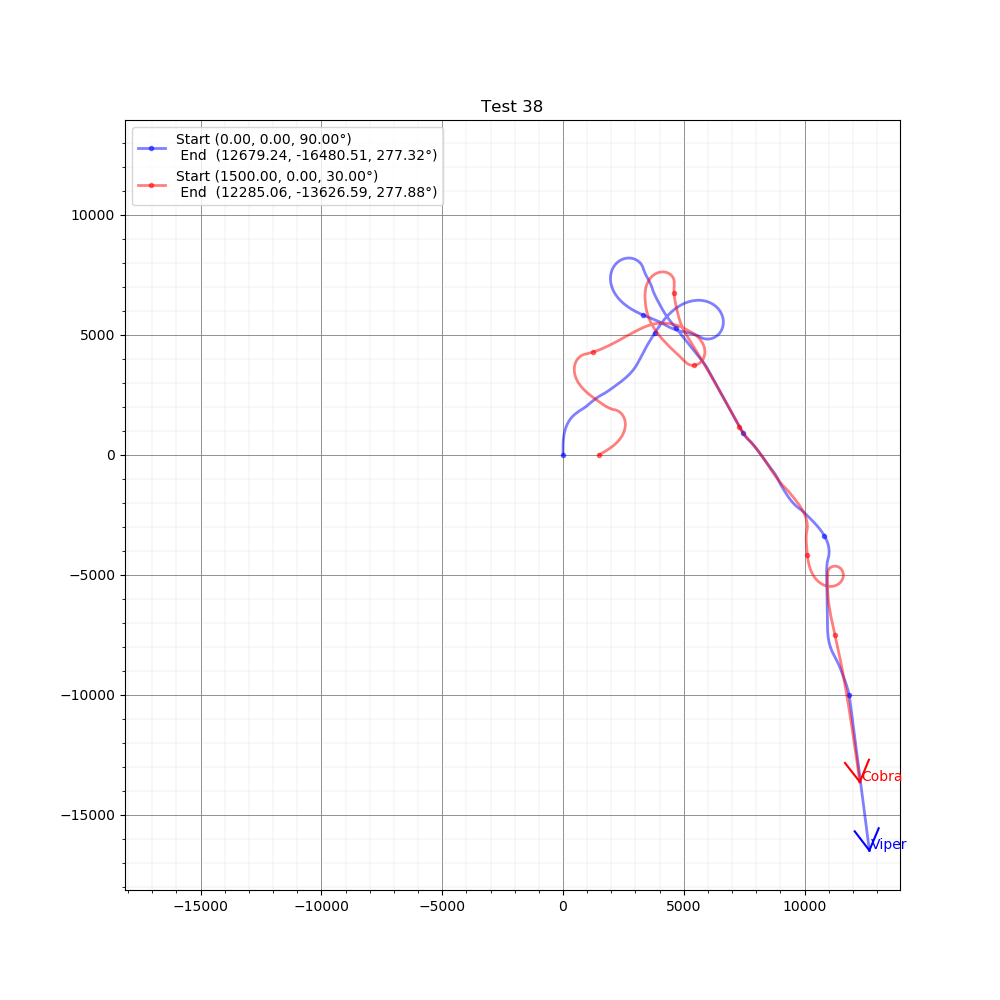 Test 38
Start (0.00, 0.00, 90.00°)
End  (12679.24, -16480.51, 277.32°)
Start (1500.00, 0.00, 30.00°)
End  (12285.06, -13626.59, 277.88°)
10000
5000
0
−5000
−10000
−15000
Cobra
Viper
−15000
−10000
−5000
0
5000
10000